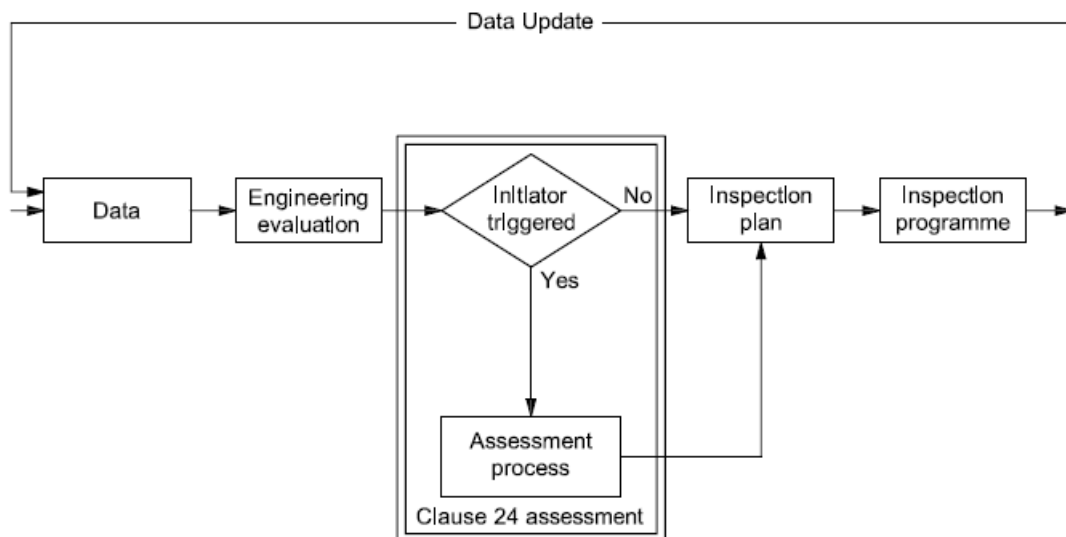 Data Update
Data
Engineering
evaluation
Initiator
triggered
No
Yes
Inspection
plan
Inspection
programme
Assessment
process
Clause 24 assessment